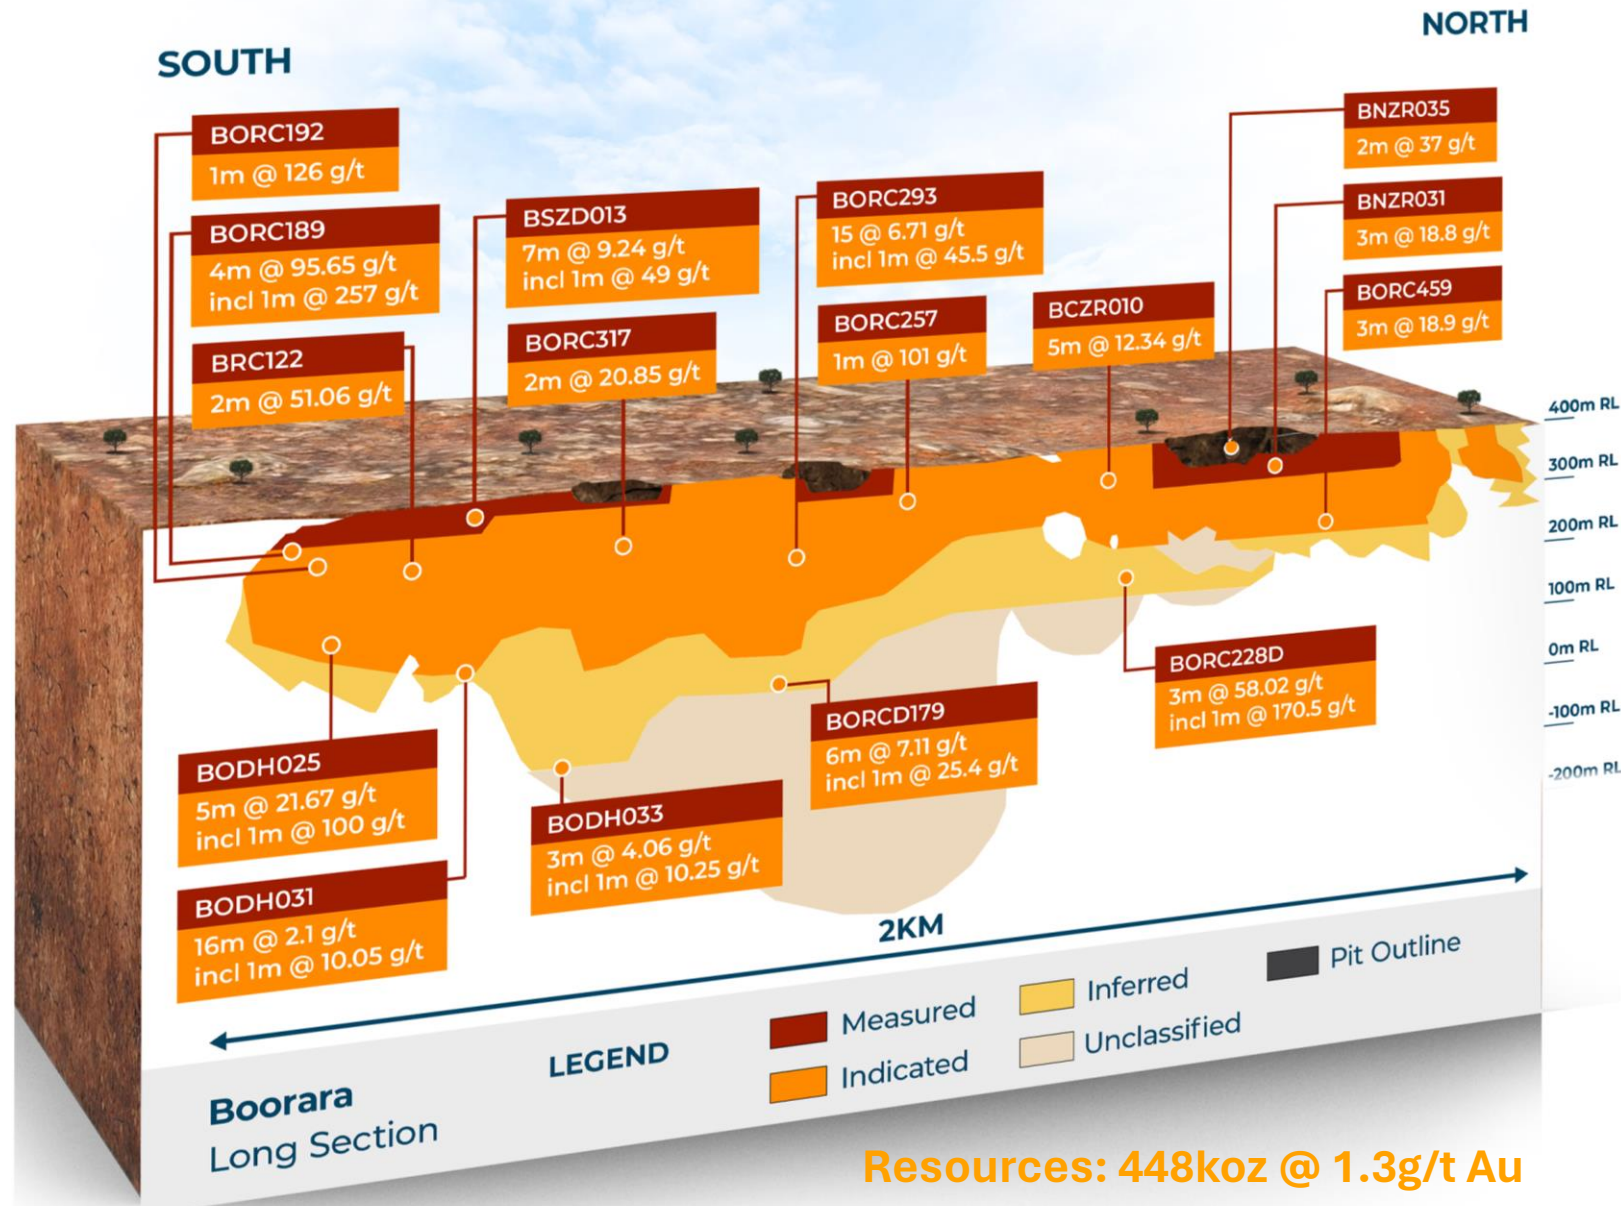 SOUTH
NORTH
BORC192
1m @ 126 g/t
BORC189
4m @ 95.65 g/t
incl 1m @ 257 g/t
BRC122
2m @ 51.06 g/t
BSZD013
7m @ 9.24 g/t
incl 1m @ 49 g/t
BORC317
2m @ 20.85 g/t
BORC293
15 @ 6.71 g/t
incl 1m @ 45.5 g/t
BORC257
1m @ 101 g/t
BCZR010
5m @ 12.34 g/t
BNZR035
2m @ 37 g/t
BNZR031
3m @ 18.8 g/t
BORC459
3m @ 18.9 g/t
400m RL
300m RL
200m RL
100m RL
0m RL
-100m RL
-200m RL
BODH025
5m @ 21.67 g/t
incl 1m @ 100 g/t
BODH031
16m @ 2.1 g/t
incl 1m @ 10.05 g/t
BODH033
3m @ 4.06 g/t
incl 1m @ 10.25 g/t
BORCD179
6m @ 7.11 g/t
incl 1m @ 25.4 g/t
BORC228D
3m @ 58.02 g/t
incl 1m @ 170.5 g/t
2KM
Boorara
Long Section
LEGEND
Measured
Indicated
Inferred
Unclassified
Pit Outline
Resources: 448koz @ 1.3g/t Au